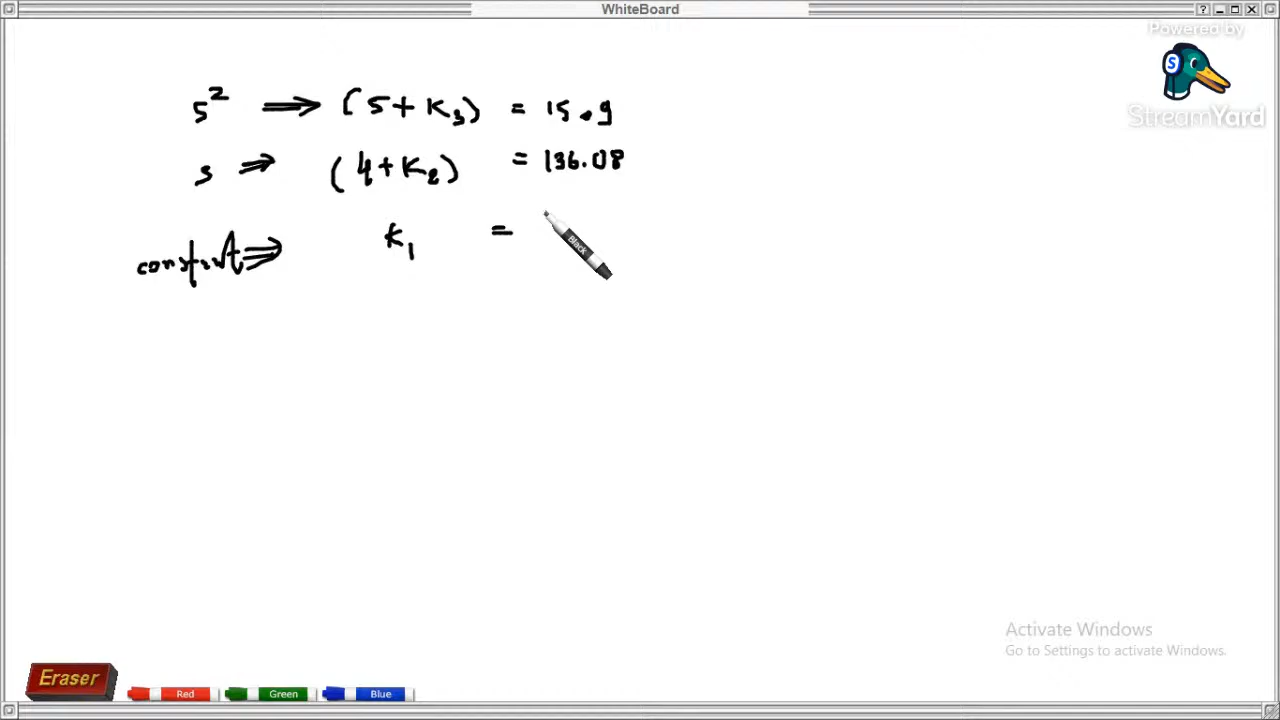 WhiteBoard
Powered by
StreamYard
s² ⟹ (5+K₃) = 15.9
s ⟹ (4+K₂) = 136.08
constant ⟹ K₁ =
Black
Activate Windows
Go to Settings to activate Windows.
Eraser
Red
Green
Blue